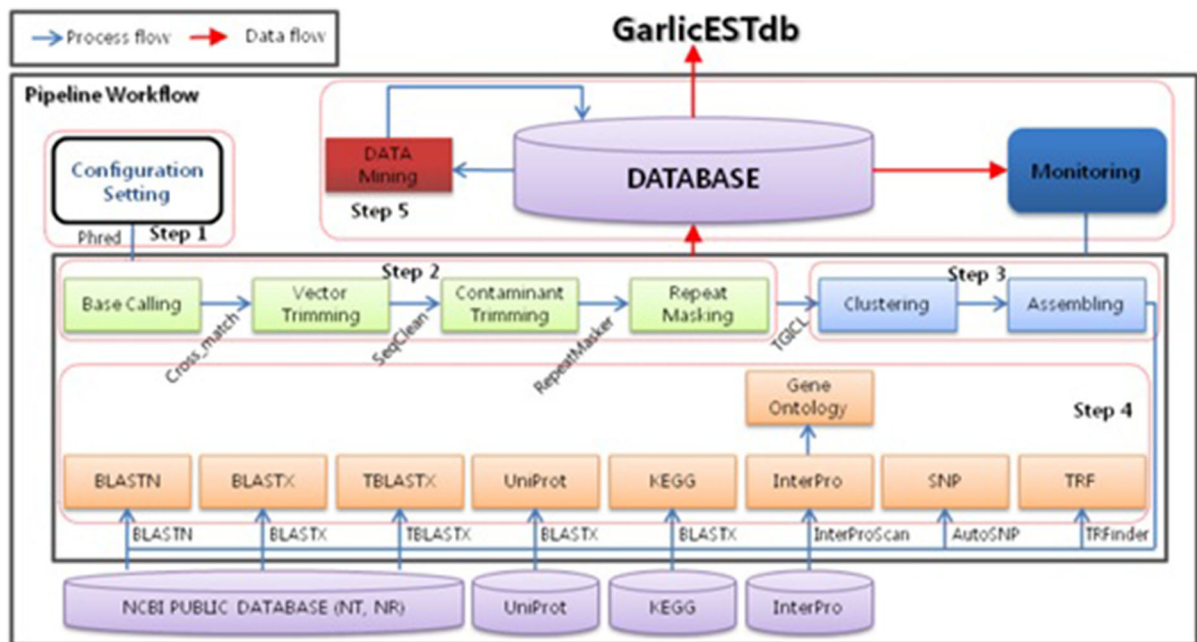 Process flow
Data flow
GarlicESTdb
Pipeline Workflow
Configuration
Setting
Phred
Step 1
DATA
Mining
Step 5
DATABASE
Monitoring
Step 2
Base Calling
Cross_match
Vector
Trimming
SeqClean
Contaminant
Trimming
RepeatMasker
Repeat
Masking
TGICL
Step 3
Clustering
Assembling
Step 4
Gene
Ontology
BLASTN
BLASTX
TBLASTX
UniProt
KEGG
InterPro
SNP
TRF
BLASTN
BLASTX
TBLASTX
BLASTX
BLASTX
InterProScan
AutoSNP
TRFinder
NCBI PUBLIC DATABASE (NT, NR)
UniProt
KEGG
InterPro